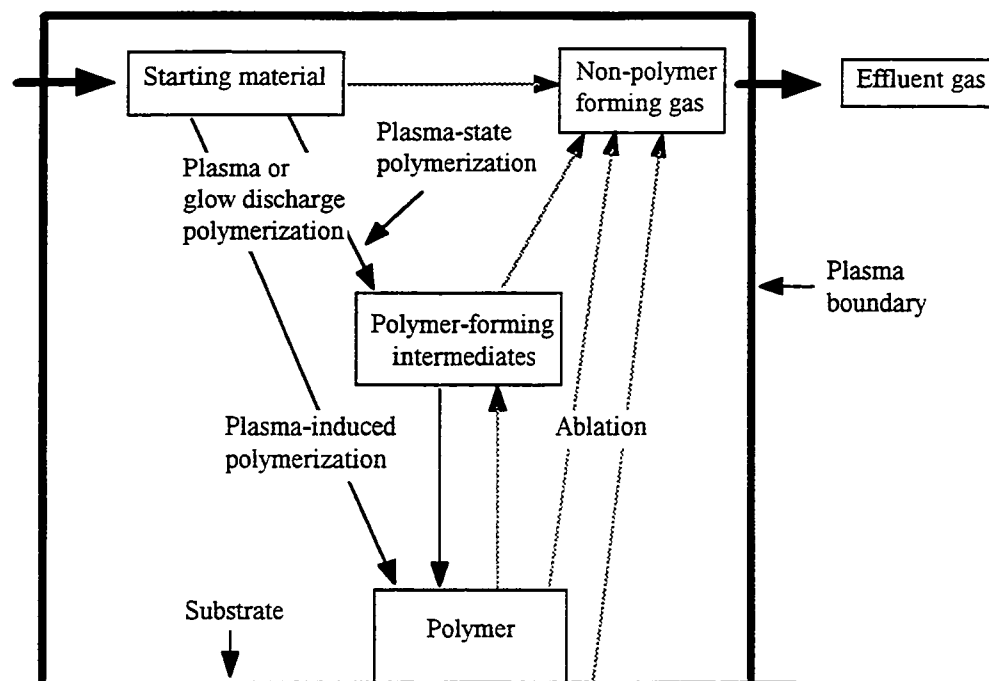 Starting material
Non-polymer
forming gas
Effluent gas
Plasma-state
polymerization
Plasma or
glow discharge
polymerization
Plasma
boundary
Polymer-forming
intermediates
Plasma-induced
polymerization
Ablation
Substrate
Polymer